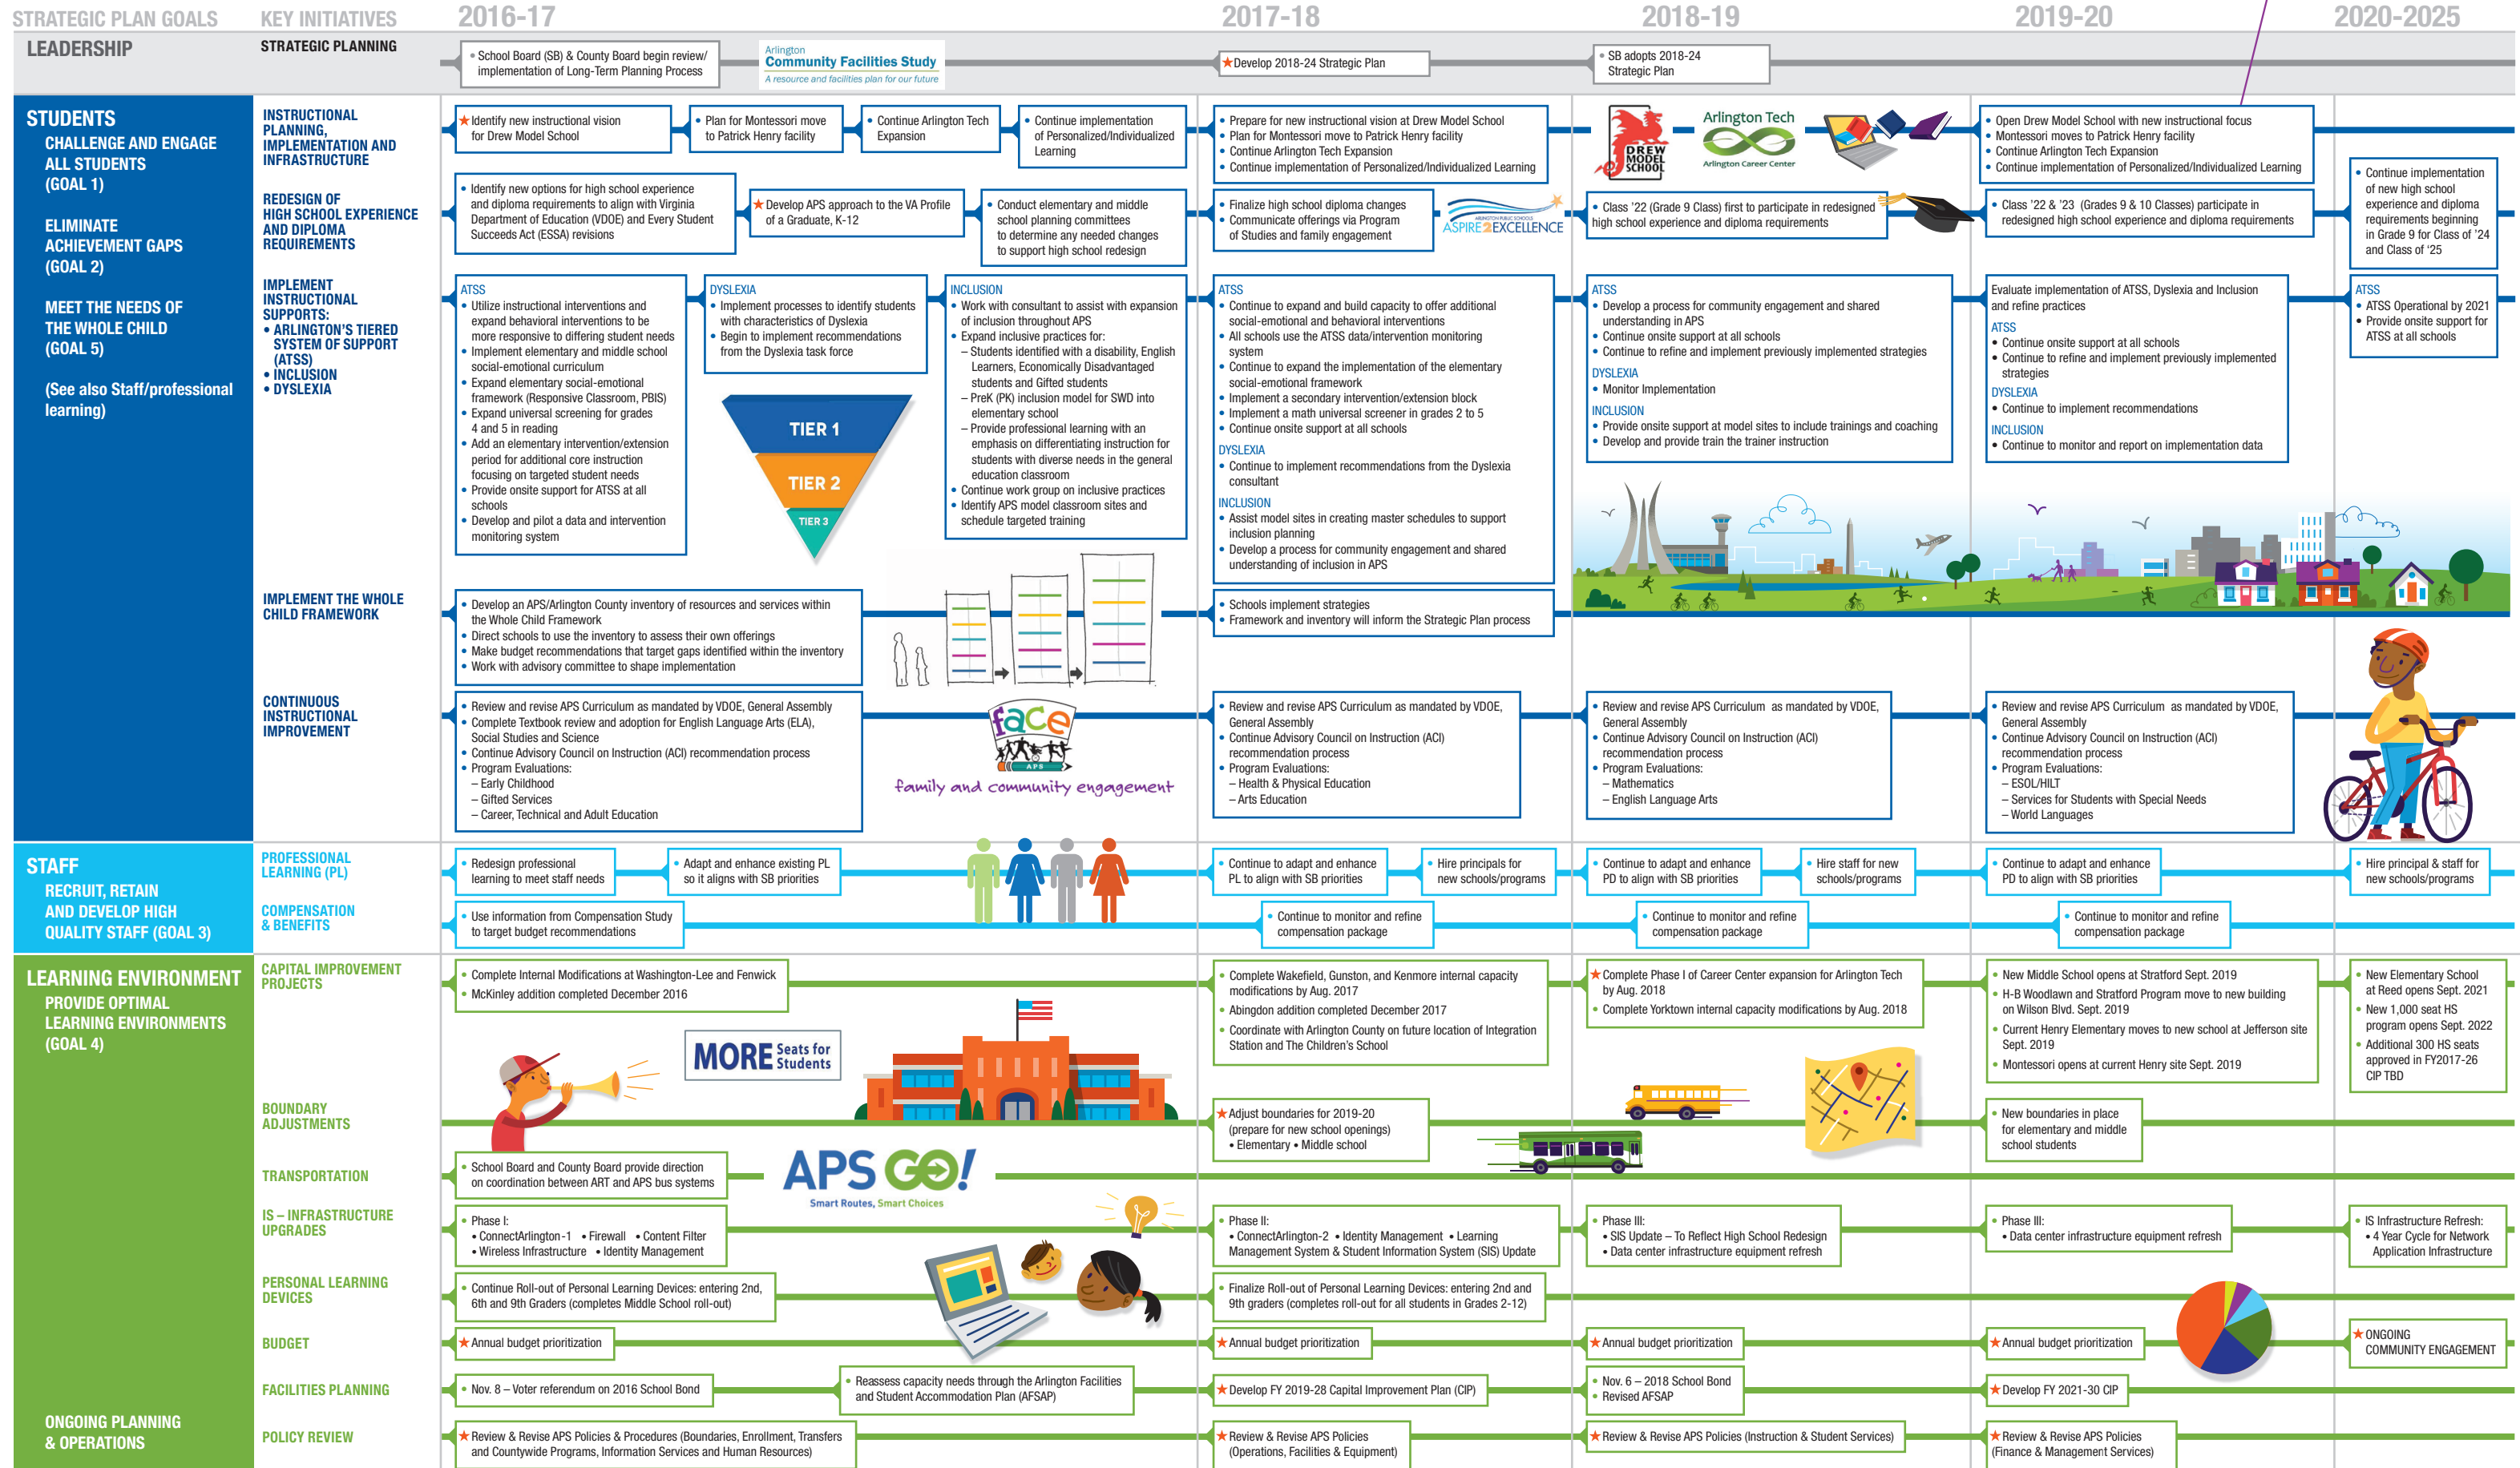 STRATEGIC PLAN GOALS
KEY INITIATIVES
2016-17
2017-18
2018-19
2019-20
2020-2025
LEADERSHIP
STRATEGIC PLANNING
• School Board (SB) & County Board begin review/
implementation of Long-Term Planning Process
Arlington
Community Facilities Study
A resource and facilities plan for our future
★Develop 2018-24 Strategic Plan
• SB adopts 2018-24
Strategic Plan
STUDENTS
CHALLENGE AND ENGAGE
ALL STUDENTS
(GOAL 1)
ELIMINATE
ACHIEVEMENT GAPS
(GOAL 2)
MEET THE NEEDS OF
THE WHOLE CHILD
(GOAL 5)
(See also Staff/professional
learning)
INSTRUCTIONAL
PLANNING,
IMPLEMENTATION AND
INFRASTRUCTURE
★Identify new instructional vision
for Drew Model School
• Plan for Montessori move
to Patrick Henry facility
• Continue Arlington Tech
Expansion
• Continue implementation
of Personalized/Individualized
Learning
• Prepare for new instructional vision at Drew Model School
• Plan for Montessori move to Patrick Henry facility
• Continue Arlington Tech Expansion
• Continue implementation of Personalized/Individualized Learning
DREW
MODEL
SCHOOL
Arlington Tech
Arlington Career Center
• Open Drew Model School with new instructional focus
• Montessori moves to Patrick Henry facility
• Continue Arlington Tech Expansion
• Continue implementation of Personalized/Individualized Learning
REDESIGN OF
HIGH SCHOOL EXPERIENCE
AND DIPLOMA
REQUIREMENTS
• Identify new options for high school experience
and diploma requirements to align with Virginia
Department of Education (VDOE) and Every Student
Succeeds Act (ESSA) revisions
★Develop APS approach to the VA Profile
of a Graduate, K-12
• Conduct elementary and middle
school planning committees
to determine any needed changes
to support high school redesign
• Finalize high school diploma changes
• Communicate offerings via Program
of Studies and family engagement
ARLINGTON PUBLIC SCHOOLS
ASPIRE2EXCELLENCE
• Class '22 (Grade 9 Class) first to participate in redesigned
high school experience and diploma requirements
• Class '22 & '23 (Grades 9 & 10 Classes) participate in
redesigned high school experience and diploma requirements
• Continue implementation
of new high school
experience and diploma
requirements beginning
in Grade 9 for Class of '24
and Class of '25
IMPLEMENT
INSTRUCTIONAL
SUPPORTS:
• ARLINGTON'S TIERED
SYSTEM OF SUPPORT
(ATSS)
• INCLUSION
• DYSLEXIA
ATSS
• Utilize instructional interventions and
expand behavioral interventions to be
more responsive to differing student needs
• Implement elementary and middle school
social-emotional curriculum
• Expand elementary social-emotional
framework (Responsive Classroom, PBIS)
• Expand universal screening for grades
4 and 5 in reading
• Add an elementary intervention/extension
period for additional core instruction
focusing on targeted student needs
• Provide onsite support for ATSS at all
schools
• Develop and pilot a data and intervention
monitoring system
DYSLEXIA
• Implement processes to identify students
with characteristics of Dyslexia
• Begin to implement recommendations
from the Dyslexia task force
TIER 1
TIER 2
TIER 3
INCLUSION
• Work with consultant to assist with expansion
of inclusion throughout APS
• Expand inclusive practices for:
– Students identified with a disability, English
Learners, Economically Disadvantaged
students and Gifted students
– PreK (PK) inclusion model for SWD into
elementary school
– Provide professional learning with an
emphasis on differentiating instruction for
students with diverse needs in the general
education classroom
• Continue work group on inclusive practices
• Identify APS model classroom sites and
schedule targeted training
ATSS
• Continue to expand and build capacity to offer additional
social-emotional and behavioral interventions
• All schools use the ATSS data/intervention monitoring
system
• Continue to expand the implementation of the elementary
social-emotional framework
• Implement a secondary intervention/extension block
• Implement a math universal screener in grades 2 to 5
• Continue onsite support at all schools
DYSLEXIA
• Continue to implement recommendations from the Dyslexia
consultant
INCLUSION
• Assist model sites in creating master schedules to support
inclusion planning
• Develop a process for community engagement and shared
understanding of inclusion in APS
ATSS
• Develop a process for community engagement and shared
understanding in APS
• Continue onsite support at all schools
• Continue to refine and implement previously implemented strategies
DYSLEXIA
• Monitor Implementation
INCLUSION
• Provide onsite support at model sites to include trainings and coaching
• Develop and provide train the trainer instruction
Evaluate implementation of ATSS, Dyslexia and Inclusion
and refine practices
ATSS
• Continue onsite support at all schools
• Continue to refine and implement previously implemented
strategies
DYSLEXIA
• Continue to implement recommendations
INCLUSION
• Continue to monitor and report on implementation data
ATSS
• ATSS Operational by 2021
• Provide onsite support for
ATSS at all schools
IMPLEMENT THE WHOLE
CHILD FRAMEWORK
• Develop an APS/Arlington County inventory of resources and services within
the Whole Child Framework
• Direct schools to use the inventory to assess their own offerings
• Make budget recommendations that target gaps identified within the inventory
• Work with advisory committee to shape implementation
• Schools implement strategies
• Framework and inventory will inform the Strategic Plan process
CONTINUOUS
INSTRUCTIONAL
IMPROVEMENT
• Review and revise APS Curriculum as mandated by VDOE, General Assembly
• Complete Textbook review and adoption for English Language Arts (ELA),
Social Studies and Science
• Continue Advisory Council on Instruction (ACI) recommendation process
• Program Evaluations:
– Early Childhood
– Gifted Services
– Career, Technical and Adult Education
face
APS
family and community engagement
• Review and revise APS Curriculum as mandated by VDOE,
General Assembly
• Continue Advisory Council on Instruction (ACI)
recommendation process
• Program Evaluations:
– Health & Physical Education
– Arts Education
• Review and revise APS Curriculum as mandated by VDOE,
General Assembly
• Continue Advisory Council on Instruction (ACI)
recommendation process
• Program Evaluations:
– Mathematics
– English Language Arts
• Review and revise APS Curriculum as mandated by VDOE,
General Assembly
• Continue Advisory Council on Instruction (ACI)
recommendation process
• Program Evaluations:
– ESOL/HILT
– Services for Students with Special Needs
– World Languages
STAFF
RECRUIT, RETAIN
AND DEVELOP HIGH
QUALITY STAFF (GOAL 3)
PROFESSIONAL
LEARNING (PL)
• Redesign professional
learning to meet staff needs
• Adapt and enhance existing PL
so it aligns with SB priorities
• Continue to adapt and enhance
PL to align with SB priorities
• Hire principals for
new schools/programs
• Continue to adapt and enhance
PD to align with SB priorities
• Hire staff for new
schools/programs
• Continue to adapt and enhance
PD to align with SB priorities
• Hire principal & staff for
new schools/programs
COMPENSATION
& BENEFITS
• Use information from Compensation Study
to target budget recommendations
• Continue to monitor and refine
compensation package
• Continue to monitor and refine
compensation package
• Continue to monitor and refine
compensation package
LEARNING ENVIRONMENT
PROVIDE OPTIMAL
LEARNING ENVIRONMENTS
(GOAL 4)
CAPITAL IMPROVEMENT
PROJECTS
• Complete Internal Modifications at Washington-Lee and Fenwick
• McKinley addition completed December 2016
MORE Seats for
Students
• Complete Wakefield, Gunston, and Kenmore internal capacity
modifications by Aug. 2017
• Abingdon addition completed December 2017
• Coordinate with Arlington County on future location of Integration
Station and The Children's School
★Complete Phase I of Career Center expansion for Arlington Tech
by Aug. 2018
• Complete Yorktown internal capacity modifications by Aug. 2018
• New Middle School opens at Stratford Sept. 2019
• H-B Woodlawn and Stratford Program move to new building
on Wilson Blvd. Sept. 2019
• Current Henry Elementary moves to new school at Jefferson site
Sept. 2019
• Montessori opens at current Henry site Sept. 2019
• New Elementary School
at Reed opens Sept. 2021
• New 1,000 seat HS
program opens Sept. 2022
• Additional 300 HS seats
approved in FY2017-26
CIP TBD
BOUNDARY
ADJUSTMENTS
★Adjust boundaries for 2019-20
(prepare for new school openings)
• Elementary • Middle school
• New boundaries in place
for elementary and middle
school students
TRANSPORTATION
• School Board and County Board provide direction
on coordination between ART and APS bus systems
APS GO!
Smart Routes, Smart Choices
IS – INFRASTRUCTURE
UPGRADES
• Phase I:
• ConnectArlington-1 • Firewall • Content Filter
• Wireless Infrastructure • Identity Management
• Phase II:
• ConnectArlington-2 • Identity Management • Learning
Management System & Student Information System (SIS) Update
• Phase III:
• SIS Update – To Reflect High School Redesign
• Data center infrastructure equipment refresh
• Phase III:
• Data center infrastructure equipment refresh
• IS Infrastructure Refresh:
• 4 Year Cycle for Network
Application Infrastructure
PERSONAL LEARNING
DEVICES
• Continue Roll-out of Personal Learning Devices: entering 2nd,
6th and 9th Graders (completes Middle School roll-out)
• Finalize Roll-out of Personal Learning Devices: entering 2nd and
9th graders (completes roll-out for all students in Grades 2-12)
BUDGET
★Annual budget prioritization
★Annual budget prioritization
★Annual budget prioritization
★Annual budget prioritization
★ONGOING
COMMUNITY ENGAGEMENT
FACILITIES PLANNING
• Nov. 8 – Voter referendum on 2016 School Bond
• Reassess capacity needs through the Arlington Facilities
and Student Accommodation Plan (AFSAP)
★Develop FY 2019-28 Capital Improvement Plan (CIP)
• Nov. 6 – 2018 School Bond
• Revised AFSAP
★Develop FY 2021-30 CIP
ONGOING PLANNING
& OPERATIONS
POLICY REVIEW
★Review & Revise APS Policies & Procedures (Boundaries, Enrollment, Transfers
and Countywide Programs, Information Services and Human Resources)
★Review & Revise APS Policies
(Operations, Facilities & Equipment)
★Review & Revise APS Policies (Instruction & Student Services)
★Review & Revise APS Policies
(Finance & Management Services)